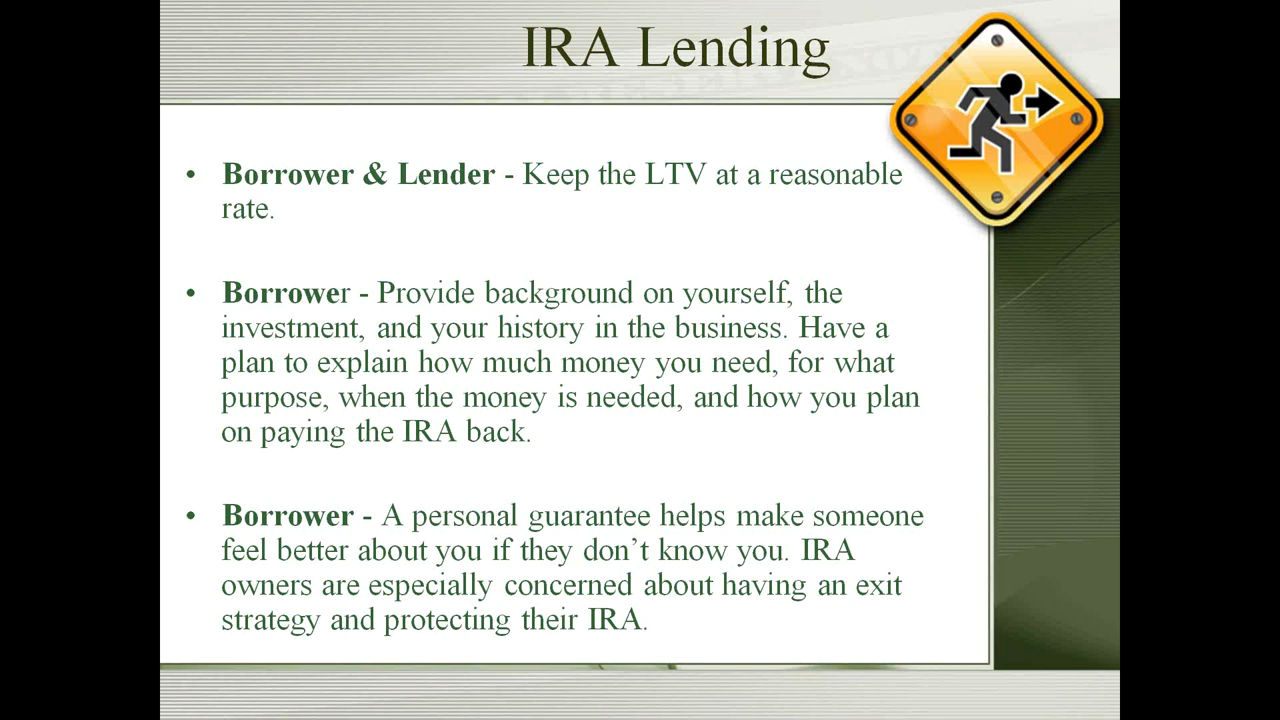 IRA Lending
• Borrower & Lender - Keep the LTV at a reasonable
rate.
• Borrower - Provide background on yourself, the
investment, and your history in the business. Have a
plan to explain how much money you need, for what
purpose, when the money is needed, and how you plan
on paying the IRA back.
• Borrower - A personal guarantee helps make someone
feel better about you if they don’t know you. IRA
owners are especially concerned about having an exit
strategy and protecting their IRA.